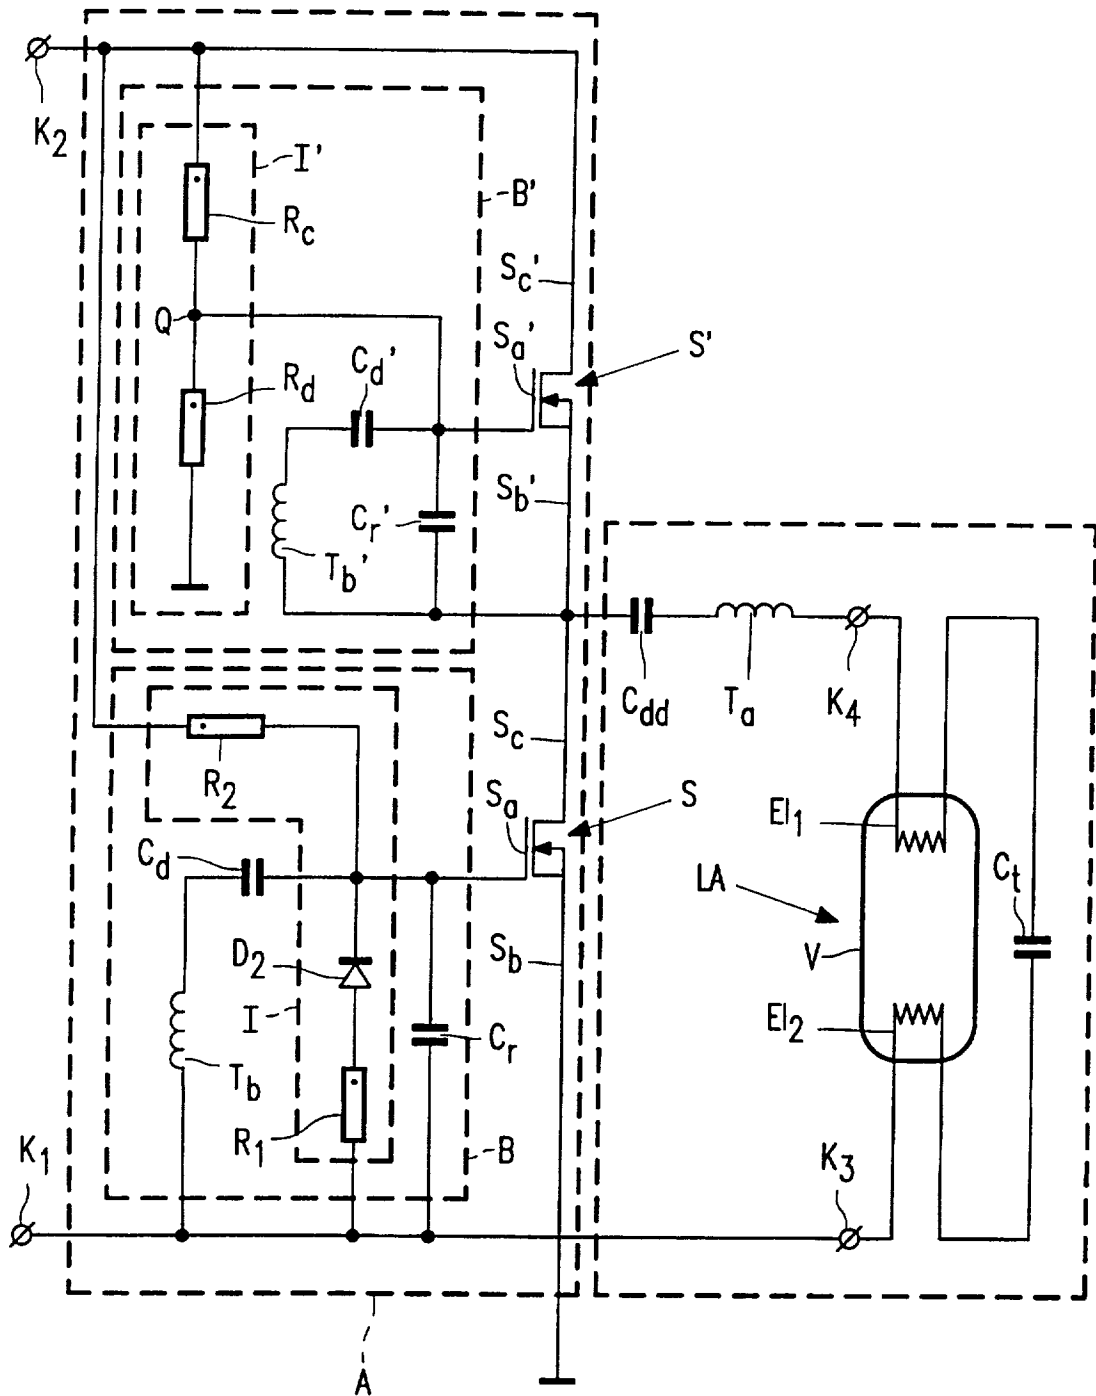 K2
I'
B'
Rc
Sc'
Q
Sa'
S'
Cd'
Rd
Sb'
Cr'
Tb'
Cdd
Ta
K4
Sc
R2
Sa
S
El1
Cd
LA
Ct
D2
Sb
V
I
El2
Cr
Tb
R1
B
K1
K3
A